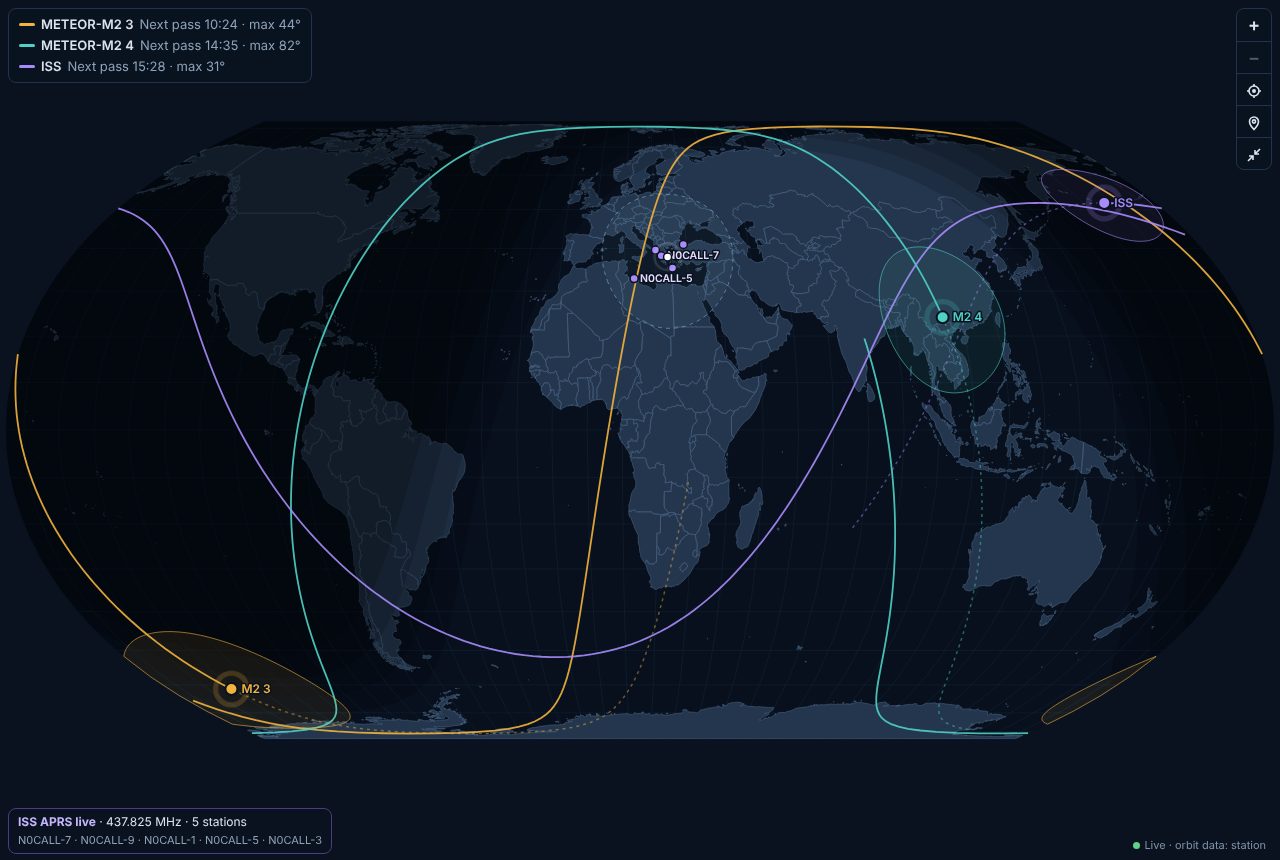 METEOR-M2 3 Next pass 10:24 · max 44°
METEOR-M2 4 Next pass 14:35 · max 82°
ISS Next pass 15:28 · max 31°
+
−
ISS
N0CALL-7
N0CALL-5
M2 4
M2 3
ISS APRS live · 437.825 MHz · 5 stations
N0CALL-7 · N0CALL-9 · N0CALL-1 · N0CALL-5 · N0CALL-3
Live · orbit data: station